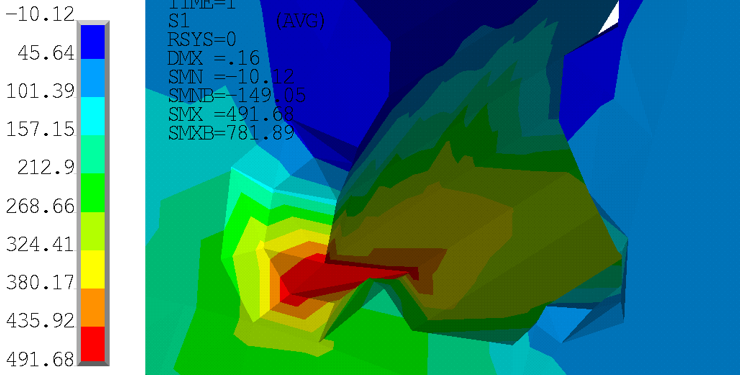 -10.12
45.64
101.39
157.15
212.9
268.66
324.41
380.17
435.92
491.68
TIME=1
S1 (AVG)
RSYS=0
DMX =.16
SMN =-10.12
SMNB=-149.05
SMX =491.68
SMXB=781.89